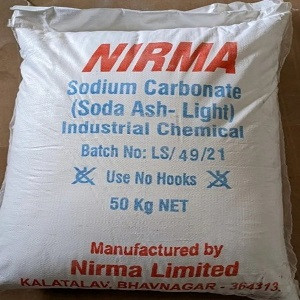 NIRMA
Sodium Carbonate
(Soda Ash- Light)
Industrial Chemical
Batch No: LS/49/21
Use No Hooks
50 Kg NET
Manufactured by
Nirma Limited
KALATALAV, BHAVNAGAR - 364313